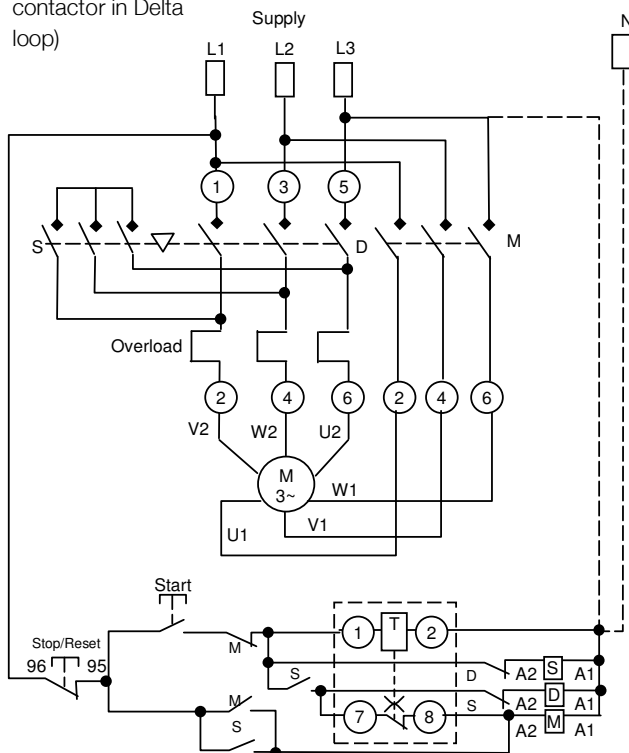 contactor in Delta
loop)
Supply
N
L1 L2 L3
1 3 5
S D M
Overload
2 4 6 2 4 6
V2 W2 U2
M
3~
W1
V1
U1
Start
Stop/Reset
96 95
M
1 T 2
S
D A2 S A1
A2 D A1
M
S
7 8 S
A2 M A1